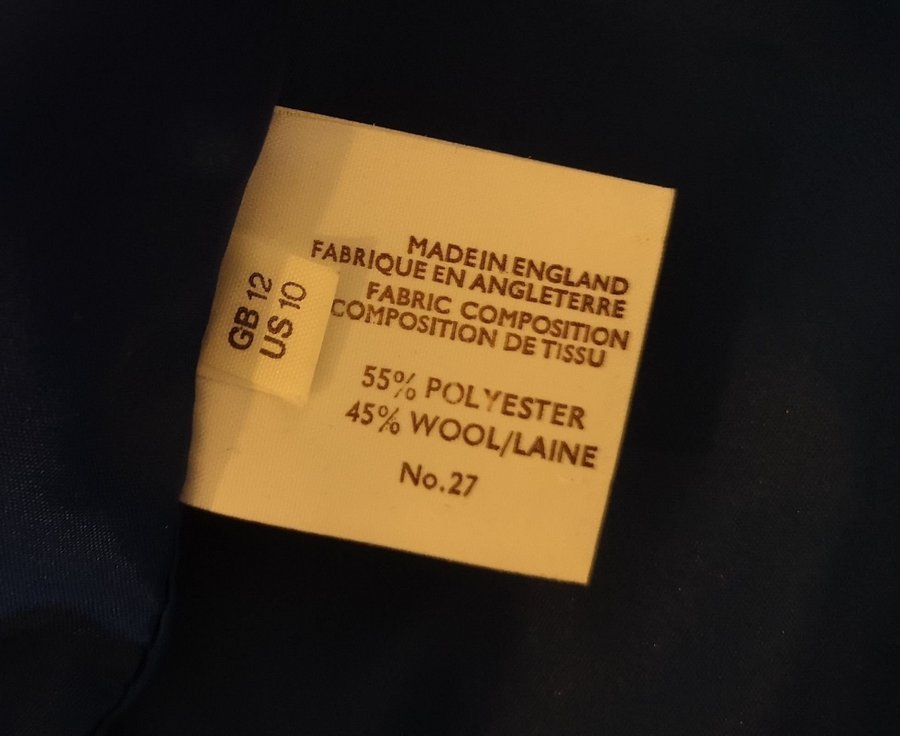 GB 12
US 10
MADE IN ENGLAND
FABRIQUE EN ANGLETERRE
FABRIC COMPOSITION
COMPOSITION DE TISSU
55% POLYESTER
45% WOOL/LAINE
No.27